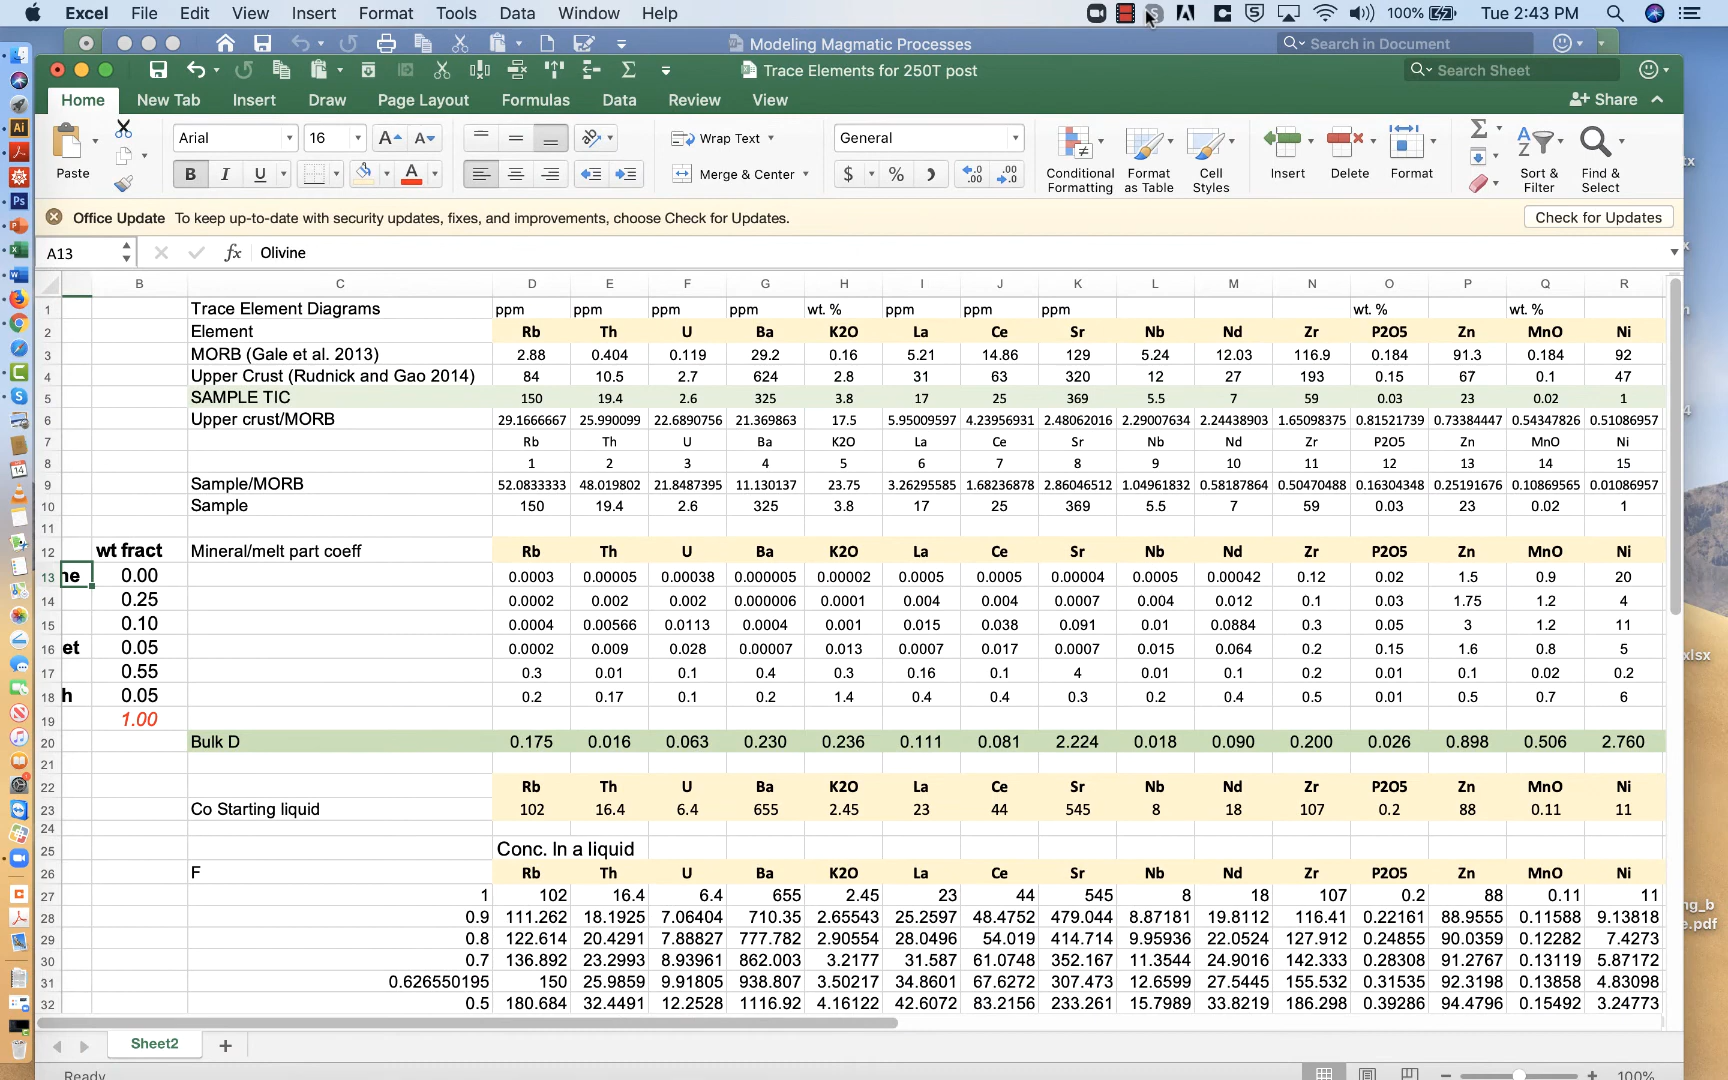 Excel File Edit View Insert Format Tools Data Window Help 100% Tue 2:43 PM
Modeling Magmatic Processes Search in Document
Trace Elements for 250T post Search Sheet
Home New Tab Insert Draw Page Layout Formulas Data Review View Share
Paste Arial 16 A A Wrap Text General
B I U A Merge & Center $ % Conditional Formatting Format as Table Cell Styles Insert Delete Format Sort & Filter Find & Select
Office Update To keep up-to-date with security updates, fixes, and improvements, choose Check for Updates. Check for Updates
A13 fx Olivine
B C D E F G H I J K L M N O P Q R
1 Trace Element Diagrams ppm ppm ppm ppm wt. % ppm ppm ppm wt. % wt. %
2 Element Rb Th U Ba K2O La Ce Sr Nb Nd Zr P2O5 Zn MnO Ni
3 MORB (Gale et al. 2013) 2.88 0.404 0.119 29.2 0.16 5.21 14.86 129 5.24 12.03 116.9 0.184 91.3 0.184 92
4 Upper Crust (Rudnick and Gao 2014) 84 10.5 2.7 624 2.8 31 63 320 12 27 193 0.15 67 0.1 47
5 SAMPLE TIC 150 19.4 2.6 325 3.8 17 25 369 5.5 7 59 0.03 23 0.02 1
6 Upper crust/MORB 29.1666667 25.990099 22.6890756 21.369863 17.5 5.95009597 4.23956931 2.48062016 2.29007634 2.24438903 1.65098375 0.81521739 0.73384447 0.54347826 0.51086957
7 Rb Th U Ba K2O La Ce Sr Nb Nd Zr P2O5 Zn MnO Ni
8 1 2 3 4 5 6 7 8 9 10 11 12 13 14 15
9 Sample/MORB 52.0833333 48.019802 21.8487395 11.130137 23.75 3.26295585 1.68236878 2.86046512 1.04961832 0.58187864 0.50470488 0.16304348 0.25191676 0.10869565 0.01086957
10 Sample 150 19.4 2.6 325 3.8 17 25 369 5.5 7 59 0.03 23 0.02 1
11
12 wt fract Mineral/melt part coeff Rb Th U Ba K2O La Ce Sr Nb Nd Zr P2O5 Zn MnO Ni
13 ne 0.00 0.0003 0.00005 0.00038 0.000005 0.00002 0.0005 0.0005 0.00004 0.0005 0.00042 0.12 0.02 1.5 0.9 20
14 0.25 0.0002 0.002 0.002 0.000006 0.0001 0.004 0.004 0.0007 0.004 0.012 0.1 0.03 1.75 1.2 4
15 0.10 0.0004 0.00566 0.0113 0.0004 0.001 0.015 0.038 0.091 0.01 0.0884 0.3 0.05 3 1.2 11
16 et 0.05 0.0002 0.009 0.028 0.00007 0.013 0.0007 0.017 0.0007 0.015 0.064 0.2 0.15 1.6 0.8 5
17 0.55 0.3 0.01 0.1 0.4 0.3 0.16 0.1 4 0.01 0.1 0.2 0.01 0.1 0.02 0.2
18 h 0.05 0.2 0.17 0.1 0.2 1.4 0.4 0.4 0.3 0.2 0.4 0.5 0.01 0.5 0.7 6
19 1.00
20 Bulk D 0.175 0.016 0.063 0.230 0.236 0.111 0.081 2.224 0.018 0.090 0.200 0.026 0.898 0.506 2.760
21
22 Rb Th U Ba K2O La Ce Sr Nb Nd Zr P2O5 Zn MnO Ni
23 Co Starting liquid 102 16.4 6.4 655 2.45 23 44 545 8 18 107 0.2 88 0.11 11
24
25 Conc. In a liquid
26 F Rb Th U Ba K2O La Ce Sr Nb Nd Zr P2O5 Zn MnO Ni
27 1 102 16.4 6.4 655 2.45 23 44 545 8 18 107 0.2 88 0.11 11
28 0.9 111.262 18.1925 7.06404 710.35 2.65543 25.2597 48.4752 479.044 8.87181 19.8112 116.41 0.22161 88.9555 0.11588 9.13818
29 0.8 122.614 20.4291 7.88827 777.782 2.90554 28.0496 54.019 414.714 9.95936 22.0524 127.912 0.24855 90.0359 0.12282 7.4273
30 0.7 136.892 23.2993 8.93961 862.003 3.2177 31.587 61.0748 352.167 11.3544 24.9016 142.333 0.28308 91.2767 0.13119 5.87172
31 0.626550195 150 25.9859 9.91805 938.807 3.50217 34.8601 67.6272 307.473 12.6599 27.5445 155.532 0.31535 92.3198 0.13858 4.83098
32 0.5 180.684 32.4491 12.2528 1116.92 4.16122 42.6072 83.2156 233.261 15.7989 33.8219 186.298 0.39286 94.4796 0.15492 3.24773
Sheet2 +
Ready 100%
tx
xlsx
ng_b
e.pdf